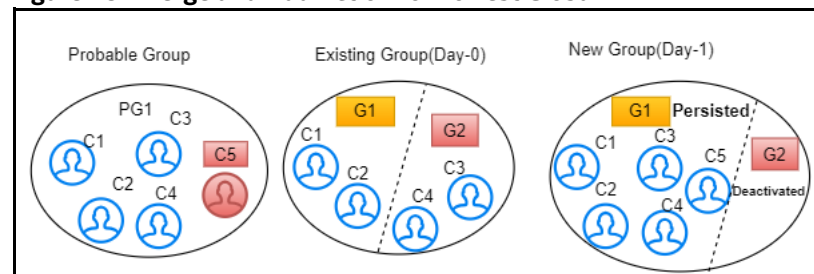 Probable Group
Existing Group(Day-0)
New Group(Day-1)
PG1
C3
C1
C5
C2
C4
G1
G2
C1
C2
C3
C4
G1 Persisted
C1
C3
C5
G2
C2
C4
Deactivated